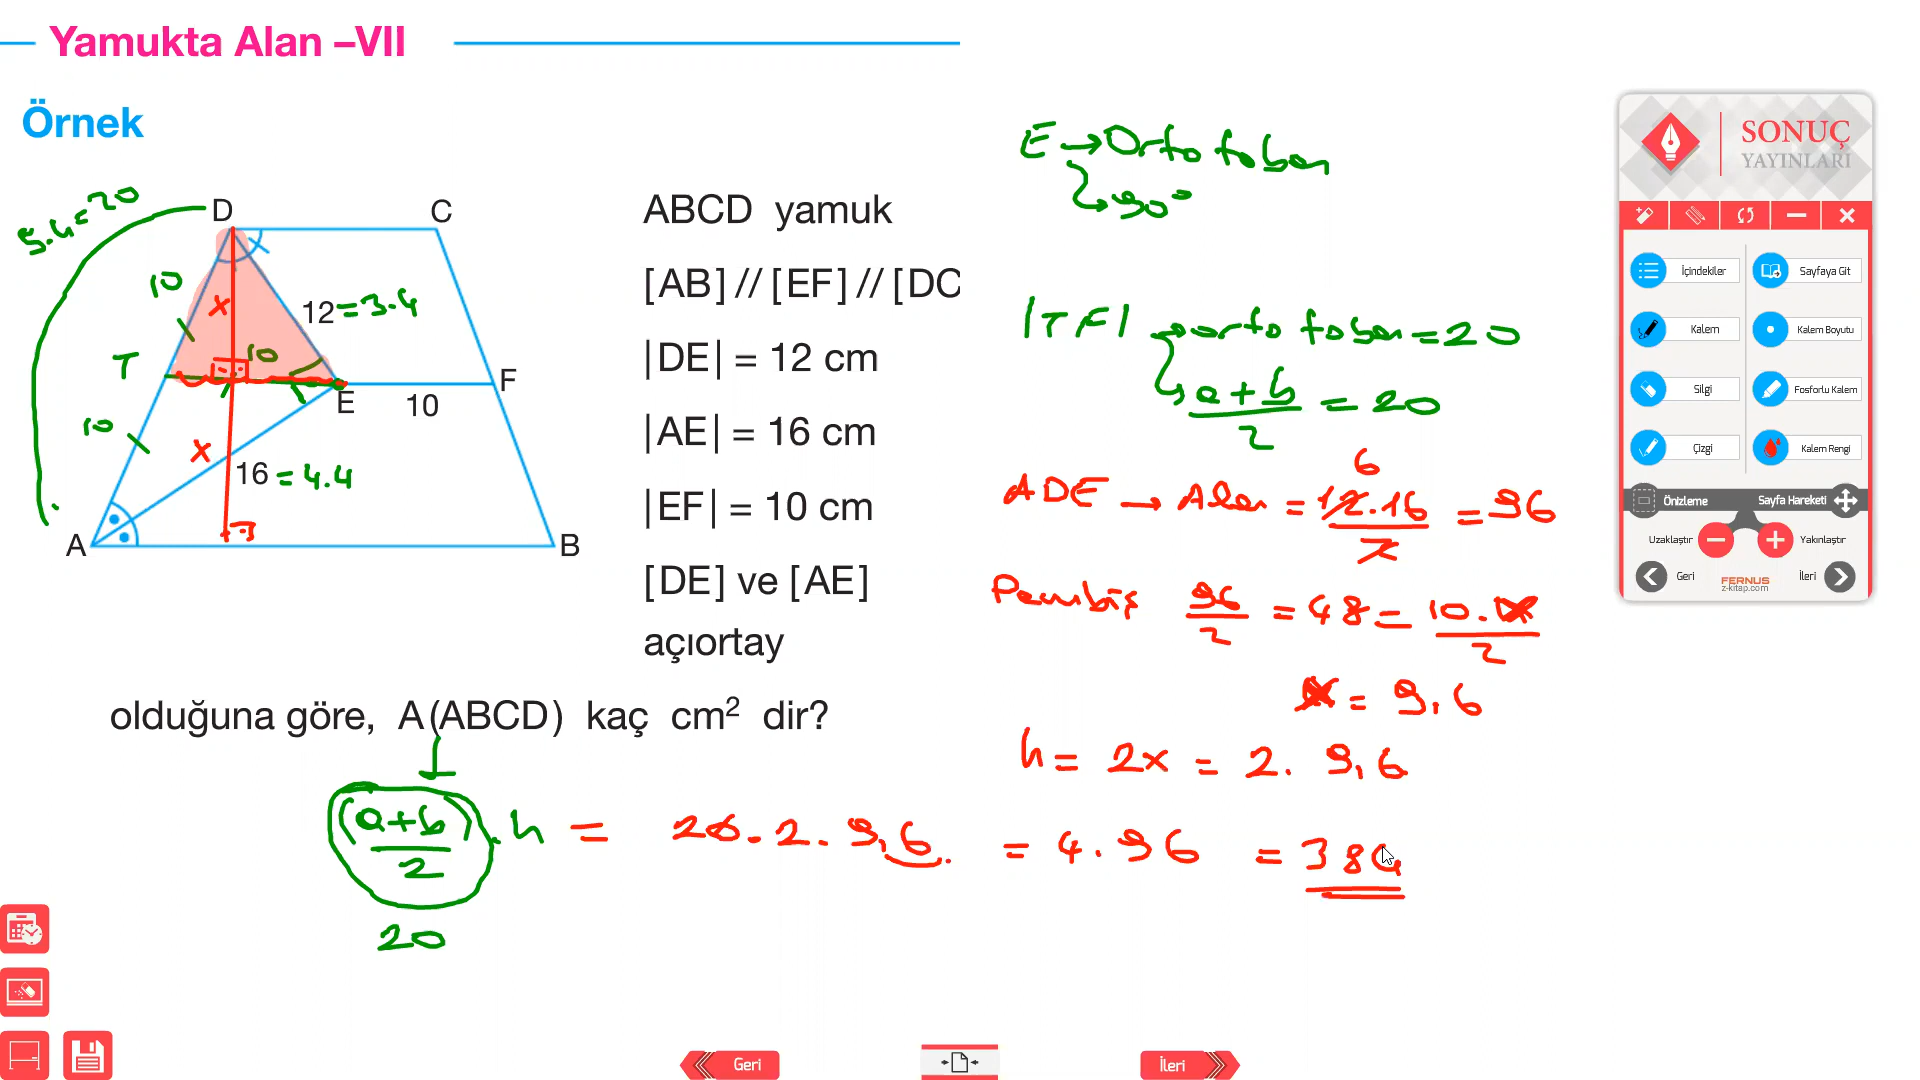 Yamukta Alan –VII
Örnek
ABCD yamuk
[AB] // [EF] // [DC
|DE| = 12 cm
|AE| = 16 cm
|EF| = 10 cm
[DE] ve [AE]
açıortay
olduğuna göre, A(ABCD) kaç cm² dir?
D
C
5.4=20
10
x
12 =3.4
T
10
E
10
F
10
x
16 =4.4
A
B
(a+b)/2 . h = 20.2.9,6 = 4.96 = 384
20
E → Orta taban
↳ 90°
|TF| → orta taban = 20
↳ a+b/2 = 20
6
ADE → Alan = 12.16/2 = 96
96/2 = 48 = 10.x/2
x = 9,6
h = 2x = 2. 9,6
SONUÇ
YAYINLARI
İçindekiler
Sayfaya Git
Kalem
Kalem Boyutu
Silgi
Fosforlu Kalem
Çizgi
Kalem Rengi
Önizleme
Sayfa Hareketi
Uzaklaştır
Yakınlaştır
Geri
FERNUS
z-kitap.com
İleri
Geri
İleri